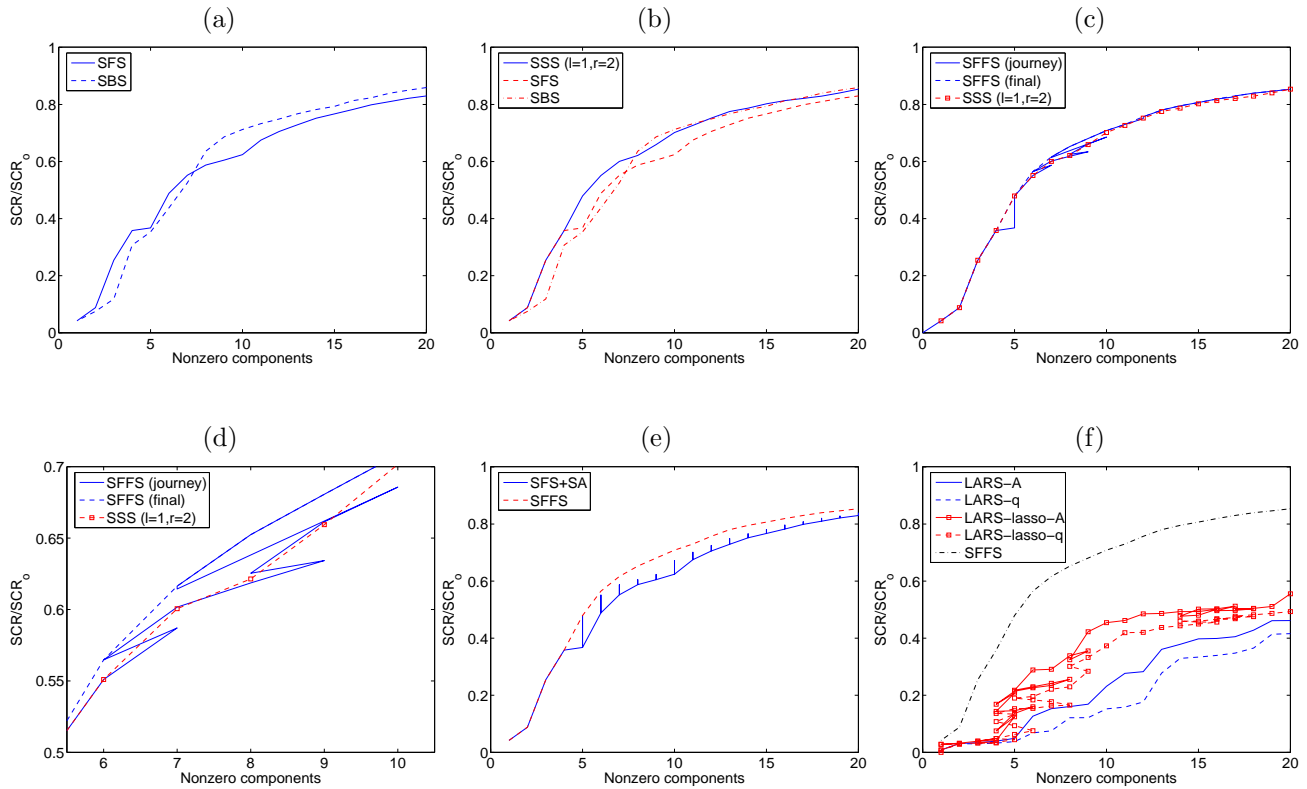 (a)
SFS
SBS
1
0.8
0.6
0.4
0.2
0
0 5 10 15 20
SCR/SCR_o
Nonzero components
(b)
SSS (l=1,r=2)
SFS
SBS
1
0.8
0.6
0.4
0.2
0
0 5 10 15 20
SCR/SCR_o
Nonzero components
(c)
SFFS (journey)
SFFS (final)
SSS (l=1,r=2)
1
0.8
0.6
0.4
0.2
0
0 5 10 15 20
SCR/SCR_o
Nonzero components
(d)
SFFS (journey)
SFFS (final)
SSS (l=1,r=2)
0.7
0.65
0.6
0.55
0.5
6 7 8 9 10
SCR/SCR_o
Nonzero components
(e)
SFS+SA
SFFS
1
0.8
0.6
0.4
0.2
0
0 5 10 15 20
SCR/SCR_o
Nonzero components
(f)
LARS−A
LARS−q
LARS−lasso−A
LARS−lasso−q
SFFS
1
0.8
0.6
0.4
0.2
0
0 5 10 15 20
SCR/SCR_o
Nonzero components